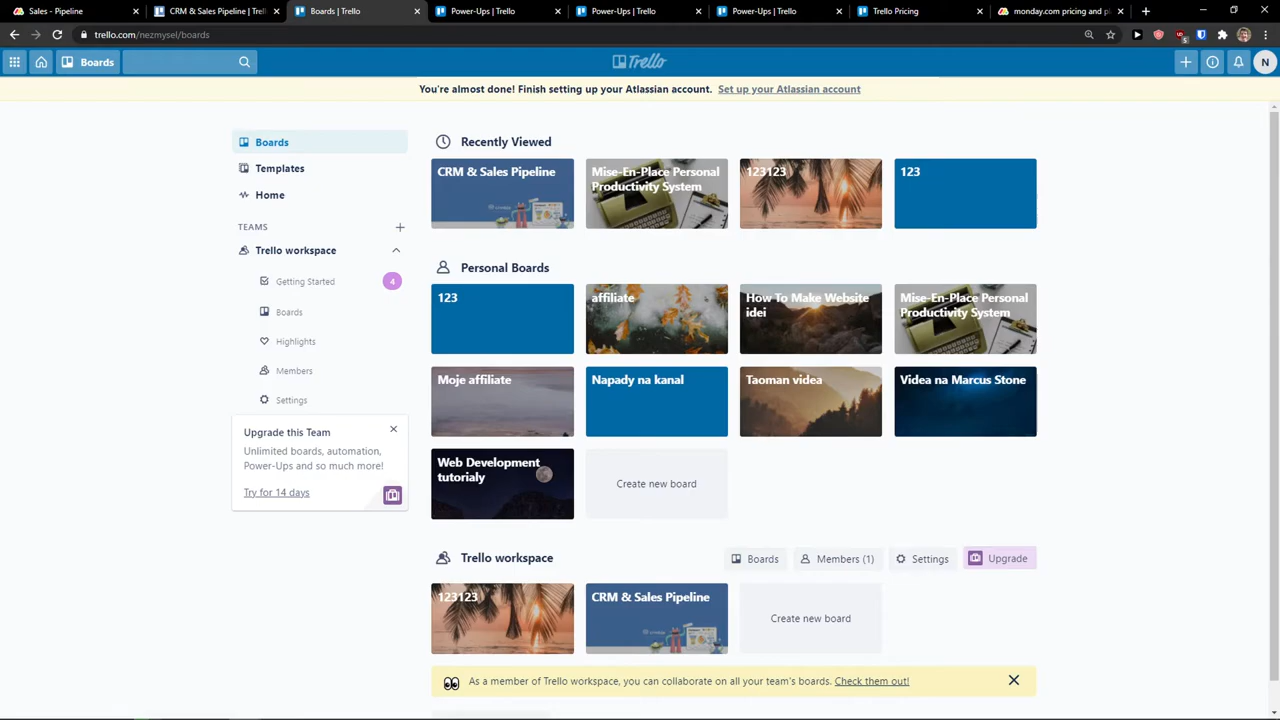 Sales - Pipeline
CRM & Sales Pipeline | Trell
Boards | Trello
Power-Ups | Trello
Power-Ups | Trello
Power-Ups | Trello
Trello Pricing
monday.com pricing and pl
trello.com/nezmysel/boards
Boards
Trello
N
You're almost done! Finish setting up your Atlassian account. Set up your Atlassian account
Boards
Templates
Home
TEAMS
Trello workspace
Getting Started
4
Boards
Highlights
Members
Settings
Upgrade this Team
Unlimited boards, automation,
Power-Ups and so much more!
Try for 14 days
Recently Viewed
CRM & Sales Pipeline
Mise-En-Place Personal
Productivity System
123123
123
Personal Boards
123
affiliate
How To Make Website
idei
Mise-En-Place Personal
Productivity System
Moje affiliate
Napady na kanal
Taoman videa
Videa na Marcus Stone
Web Development
tutorialy
Create new board
Trello workspace
Boards
Members (1)
Settings
Upgrade
123123
CRM & Sales Pipeline
Create new board
As a member of Trello workspace, you can collaborate on all your team's boards. Check them out!